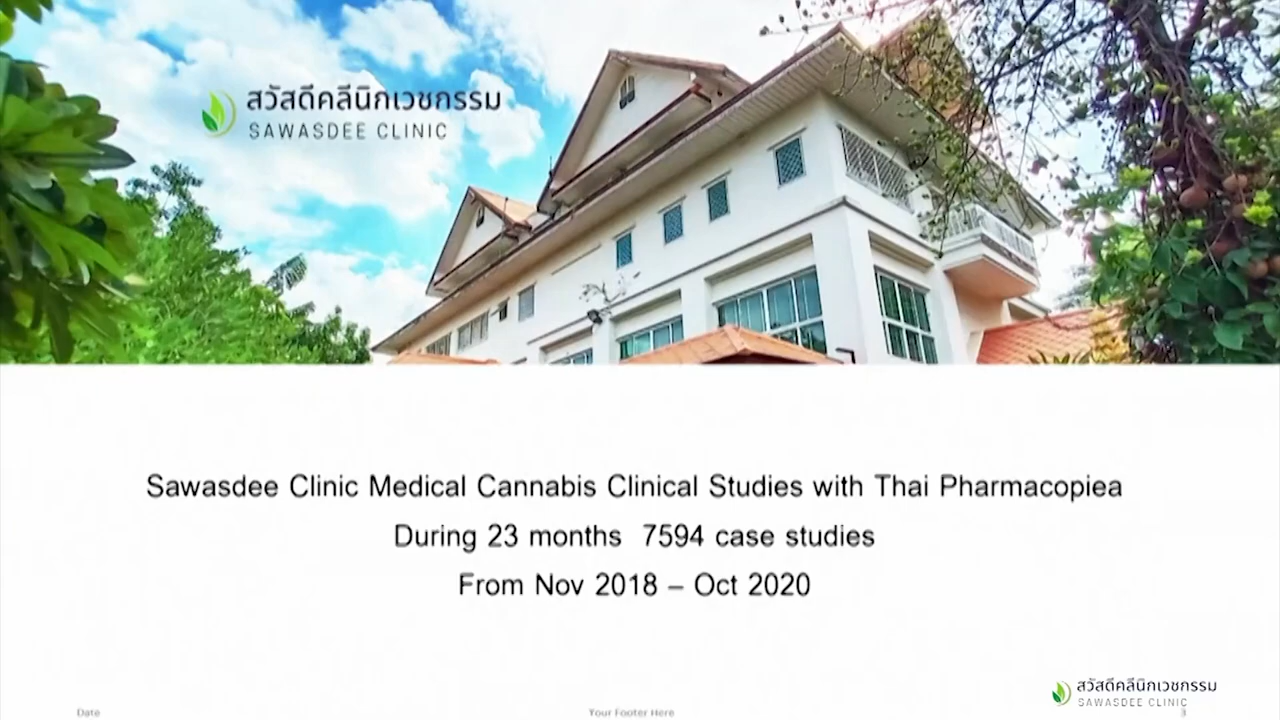 สวัสดีคลีนิกเวชกรรม
SAWASDEE CLINIC
Sawasdee Clinic Medical Cannabis Clinical Studies with Thai Pharmacopiea
During 23 months 7594 case studies
From Nov 2018 – Oct 2020
สวัสดีคลีนิกเวชกรรม
SAWASDEE CLINIC
Date
Your Footer Here
3